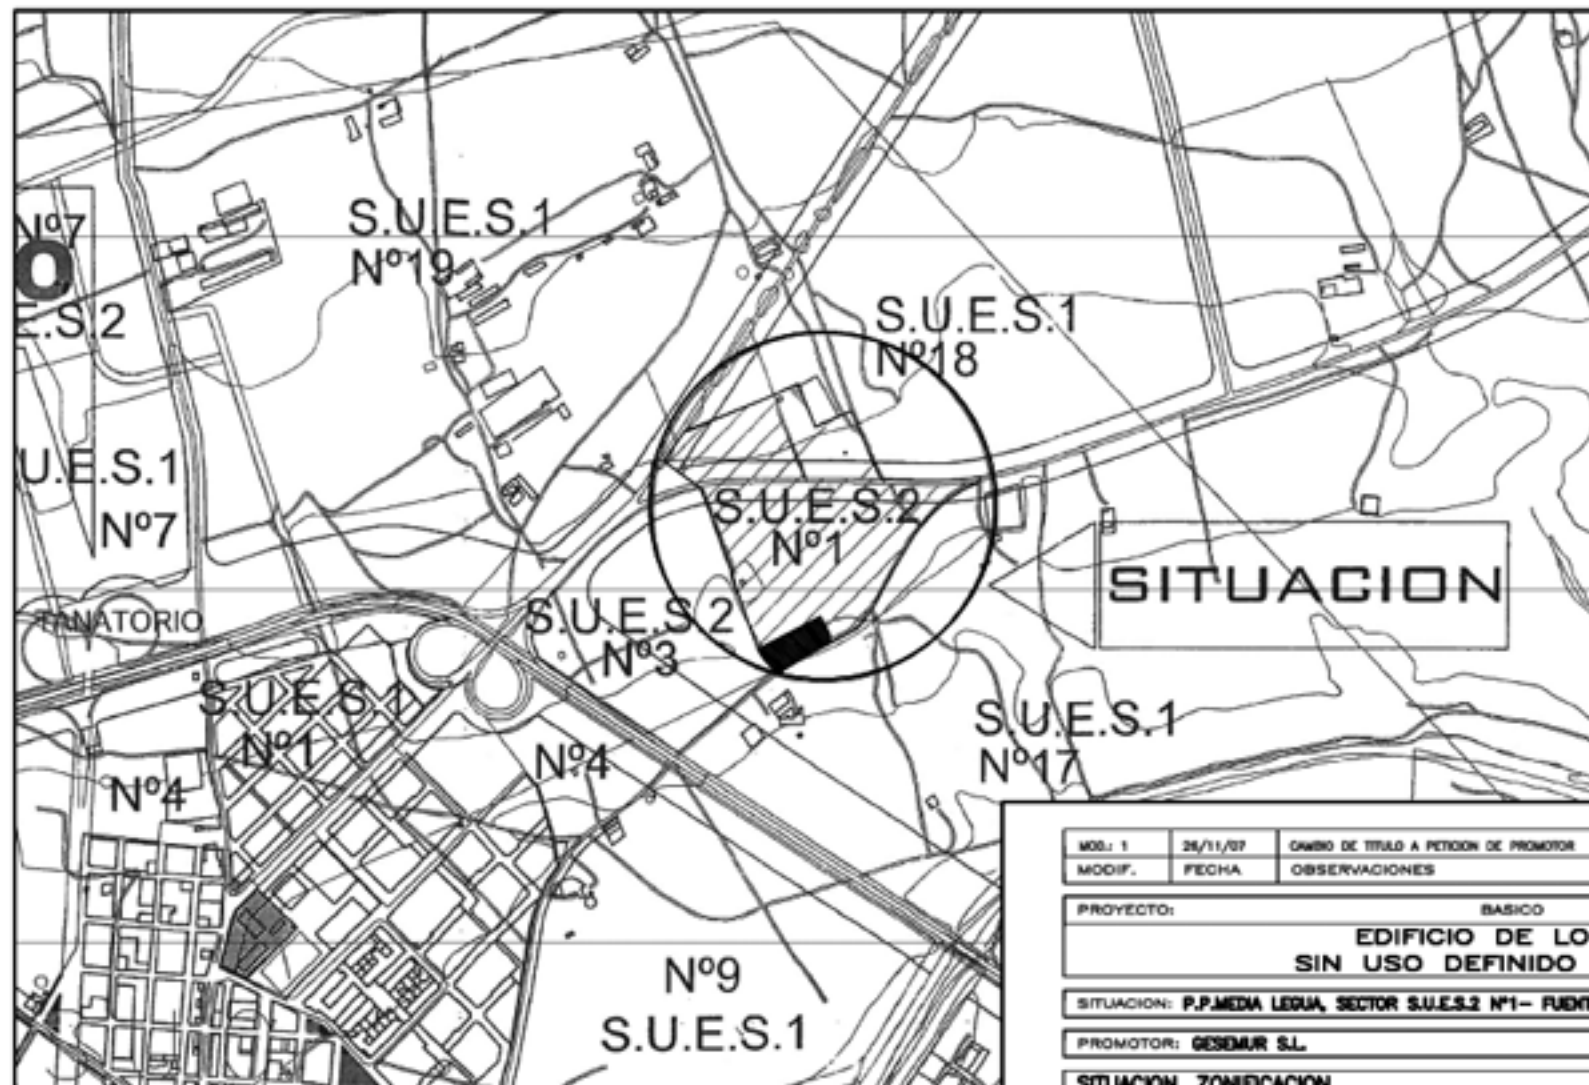 Nº7
O
E.S.2
S.U.E.S.1
Nº19
S.U.E.S.1
Nº18
U.E.S.1
Nº7
S.U.E.S.2
Nº1
SITUACION
TANATORIO
S.U.E.S.2
Nº3
S.U.E.S.1
Nº1
Nº4
Nº4
S.U.E.S.1
Nº17
Nº9
S.U.E.S.1
MOD.: 1 26/11/07 CAMBIO DE TITULO A PETICION DE PROMOTOR
MODIF. FECHA OBSERVACIONES
PROYECTO: BASICO
EDIFICIO DE LO
SIN USO DEFINIDO
SITUACION: P.P.MEDIA LEGUA, SECTOR S.U.E.S.2 Nº1- FUENT
PROMOTOR: GESEMUR S.L.
SITUACION, ZONIFICACION